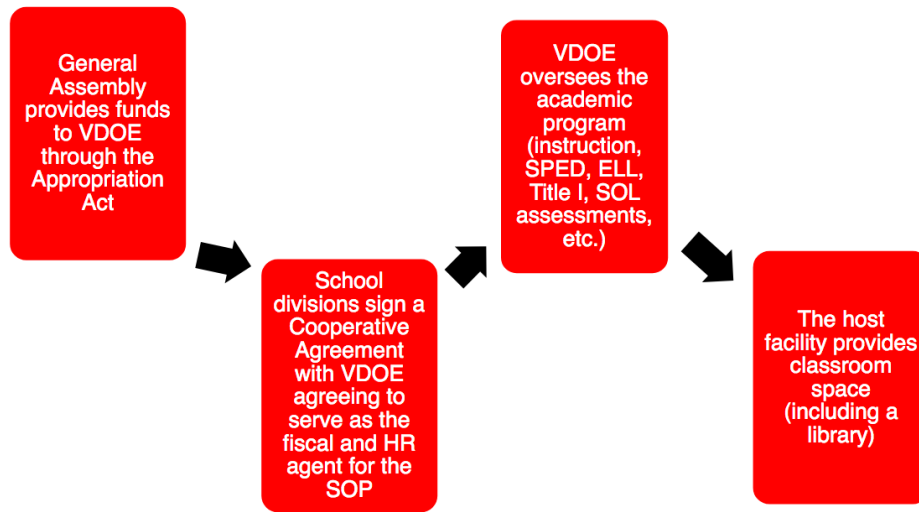 General
Assembly
provides funds
to VDOE
through the
Appropriation
Act
School
divisions sign a
Cooperative
Agreement
with VDOE
agreeing to
serve as the
fiscal and HR
agent for the
SOP
VDOE
oversees the
academic
program
(instruction,
SPED, ELL,
Title I, SOL
assessments,
etc.)
The host
facility provides
classroom
space
(including a
library)